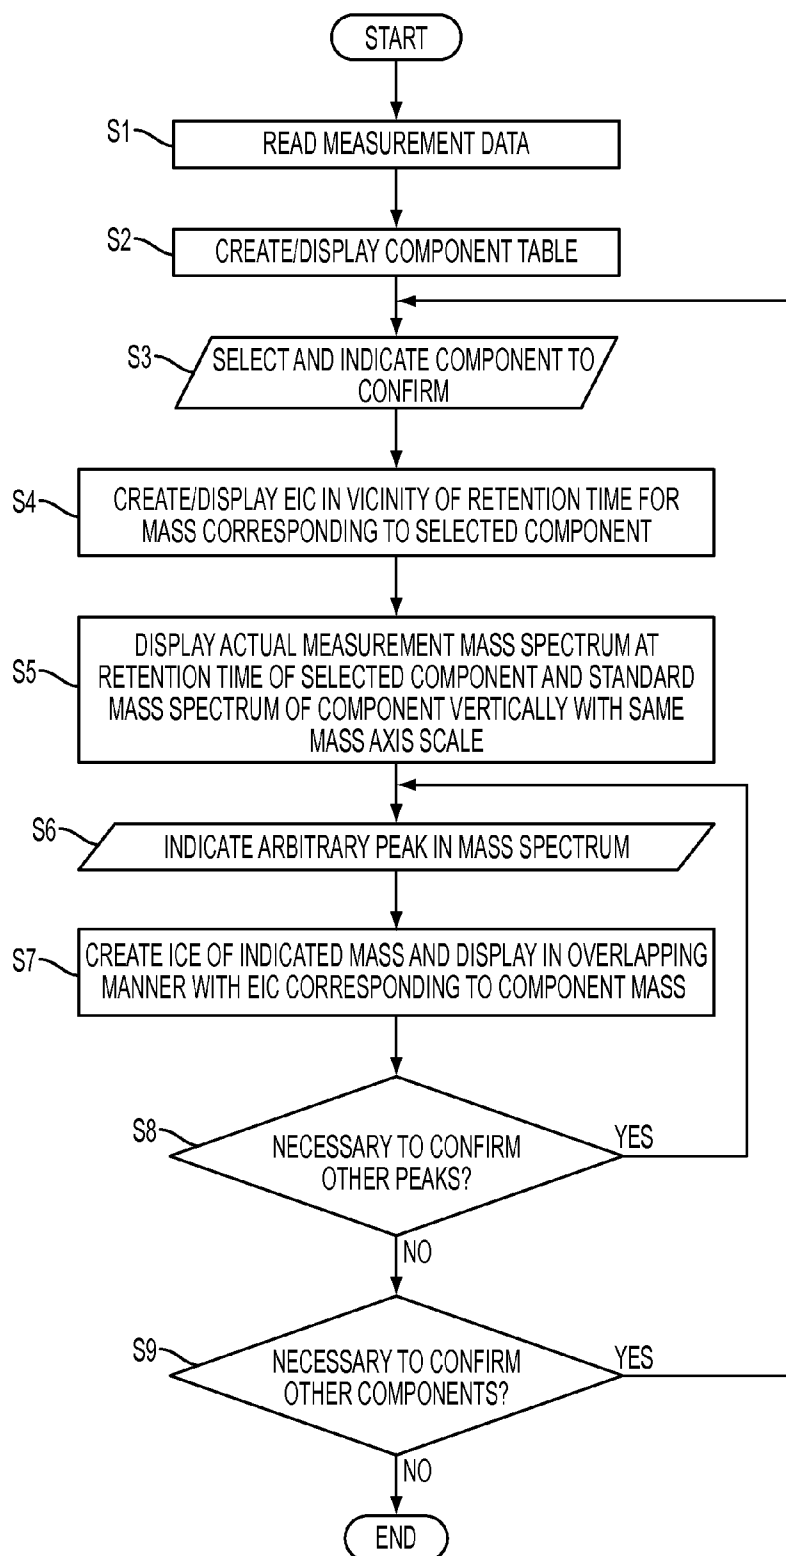 START
S1
READ MEASUREMENT DATA
S2
CREATE/DISPLAY COMPONENT TABLE
S3
SELECT AND INDICATE COMPONENT TO
CONFIRM
S4
CREATE/DISPLAY EIC IN VICINITY OF RETENTION TIME FOR
MASS CORRESPONDING TO SELECTED COMPONENT
S5
DISPLAY ACTUAL MEASUREMENT MASS SPECTRUM AT
RETENTION TIME OF SELECTED COMPONENT AND STANDARD
MASS SPECTRUM OF COMPONENT VERTICALLY WITH SAME
MASS AXIS SCALE
S6
INDICATE ARBITRARY PEAK IN MASS SPECTRUM
S7
CREATE ICE OF INDICATED MASS AND DISPLAY IN OVERLAPPING
MANNER WITH EIC CORRESPONDING TO COMPONENT MASS
S8
NECESSARY TO CONFIRM
OTHER PEAKS?
YES
NO
S9
NECESSARY TO CONFIRM
OTHER COMPONENTS?
YES
NO
END